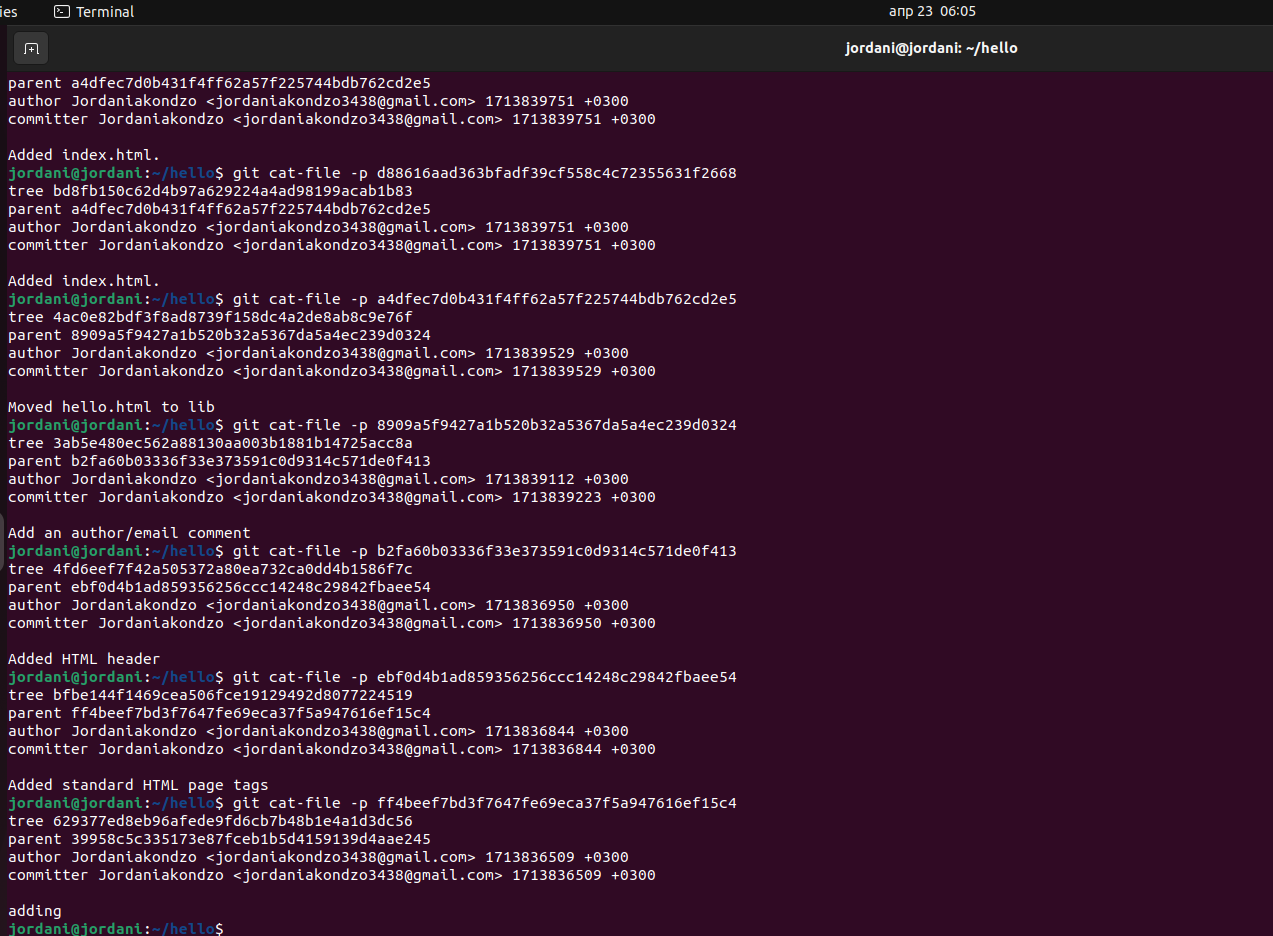 ies Terminal апр 23 06:05
jordani@jordani: ~/hello
parent a4dfec7d0b431f4ff62a57f225744bdb762cd2e5
author Jordaniakondzo <jordaniakondzo3438@gmail.com> 1713839751 +0300
committer Jordaniakondzo <jordaniakondzo3438@gmail.com> 1713839751 +0300
Added index.html.
jordani@jordani:~/hello$ git cat-file -p d88616aad363bfadf39cf558c4c72355631f2668
tree bd8fb150c62d4b97a629224a4ad98199acab1b83
parent a4dfec7d0b431f4ff62a57f225744bdb762cd2e5
author Jordaniakondzo <jordaniakondzo3438@gmail.com> 1713839751 +0300
committer Jordaniakondzo <jordaniakondzo3438@gmail.com> 1713839751 +0300
Added index.html.
jordani@jordani:~/hello$ git cat-file -p a4dfec7d0b431f4ff62a57f225744bdb762cd2e5
tree 4ac0e82bdf3f8ad8739f158dc4a2de8ab8c9e76f
parent 8909a5f9427a1b520b32a5367da5a4ec239d0324
author Jordaniakondzo <jordaniakondzo3438@gmail.com> 1713839529 +0300
committer Jordaniakondzo <jordaniakondzo3438@gmail.com> 1713839529 +0300
Moved hello.html to lib
jordani@jordani:~/hello$ git cat-file -p 8909a5f9427a1b520b32a5367da5a4ec239d0324
tree 3ab5e480ec562a88130aa003b1881b14725acc8a
parent b2fa60b03336f33e373591c0d9314c571de0f413
author Jordaniakondzo <jordaniakondzo3438@gmail.com> 1713839112 +0300
committer Jordaniakondzo <jordaniakondzo3438@gmail.com> 1713839223 +0300
Add an author/email comment
jordani@jordani:~/hello$ git cat-file -p b2fa60b03336f33e373591c0d9314c571de0f413
tree 4fd6eef7f42a505372a80ea732ca0dd4b1586f7c
parent ebf0d4b1ad859356256ccc14248c29842fbaee54
author Jordaniakondzo <jordaniakondzo3438@gmail.com> 1713836950 +0300
committer Jordaniakondzo <jordaniakondzo3438@gmail.com> 1713836950 +0300
Added HTML header
jordani@jordani:~/hello$ git cat-file -p ebf0d4b1ad859356256ccc14248c29842fbaee54
tree bfbe144f1469cea506fce19129492d8077224519
parent ff4beef7bd3f7647fe69eca37f5a947616ef15c4
author Jordaniakondzo <jordaniakondzo3438@gmail.com> 1713836844 +0300
committer Jordaniakondzo <jordaniakondzo3438@gmail.com> 1713836844 +0300
Added standard HTML page tags
jordani@jordani:~/hello$ git cat-file -p ff4beef7bd3f7647fe69eca37f5a947616ef15c4
tree 629377ed8eb96afede9fd6cb7b48b1e4a1d3dc56
parent 39958c5c335173e87fceb1b5d4159139d4aae245
author Jordaniakondzo <jordaniakondzo3438@gmail.com> 1713836509 +0300
committer Jordaniakondzo <jordaniakondzo3438@gmail.com> 1713836509 +0300
adding
jordani@jordani:~/hello$